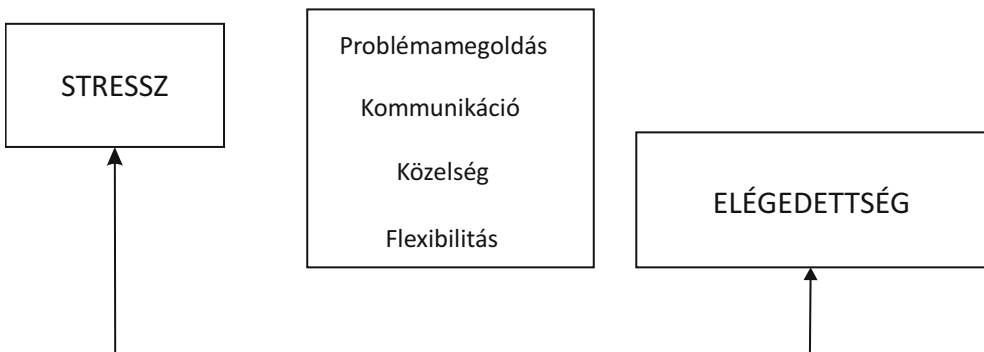 STRESSZ
Problémamegoldás
Kommunikáció
Közelség
Flexibilitás
ELÉGEDETTSÉG